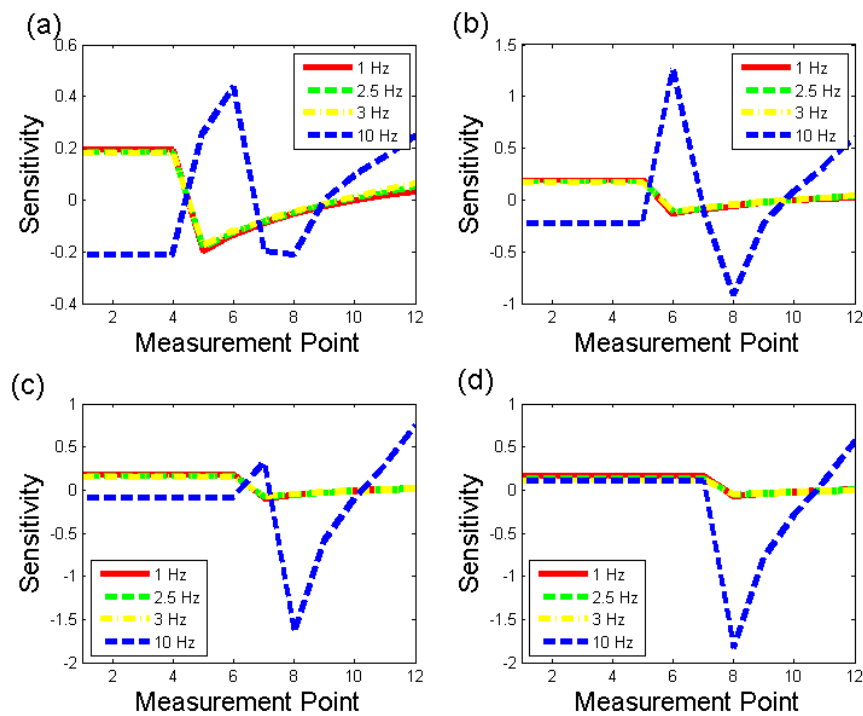 (a)
0.6
0.4
0.2
0
-0.2
-0.4
Sensitivity
1 Hz
2.5 Hz
3 Hz
10 Hz
2 4 6 8 10 12
Measurement Point
(b)
1.5
1
0.5
0
-0.5
-1
Sensitivity
1 Hz
2.5 Hz
3 Hz
10 Hz
2 4 6 8 10 12
Measurement Point
(c)
1
0.5
0
-0.5
-1
-1.5
-2
Sensitivity
1 Hz
2.5 Hz
3 Hz
10 Hz
2 4 6 8 10 12
Measurement Point
(d)
1
0.5
0
-0.5
-1
-1.5
-2
Sensitivity
1 Hz
2.5 Hz
3 Hz
10 Hz
2 4 6 8 10 12
Measurement Point